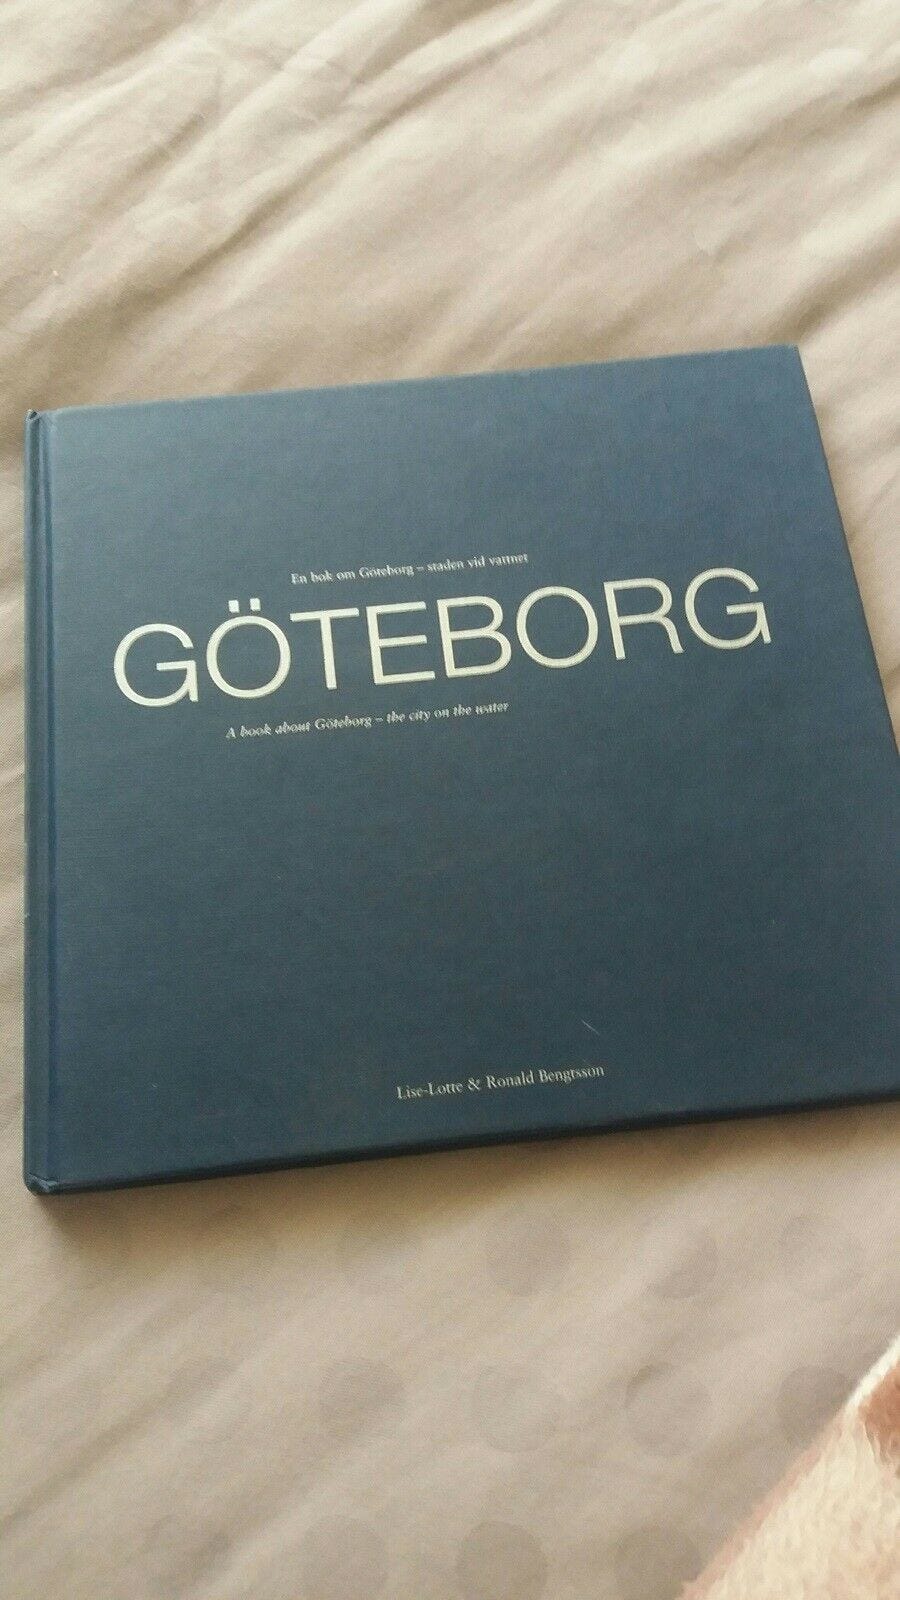 En bok om Göteborg – staden vid vattnet
GÖTEBORG
A book about Göteborg – the city on the water
Lise-Lotte & Ronald Bengtsson